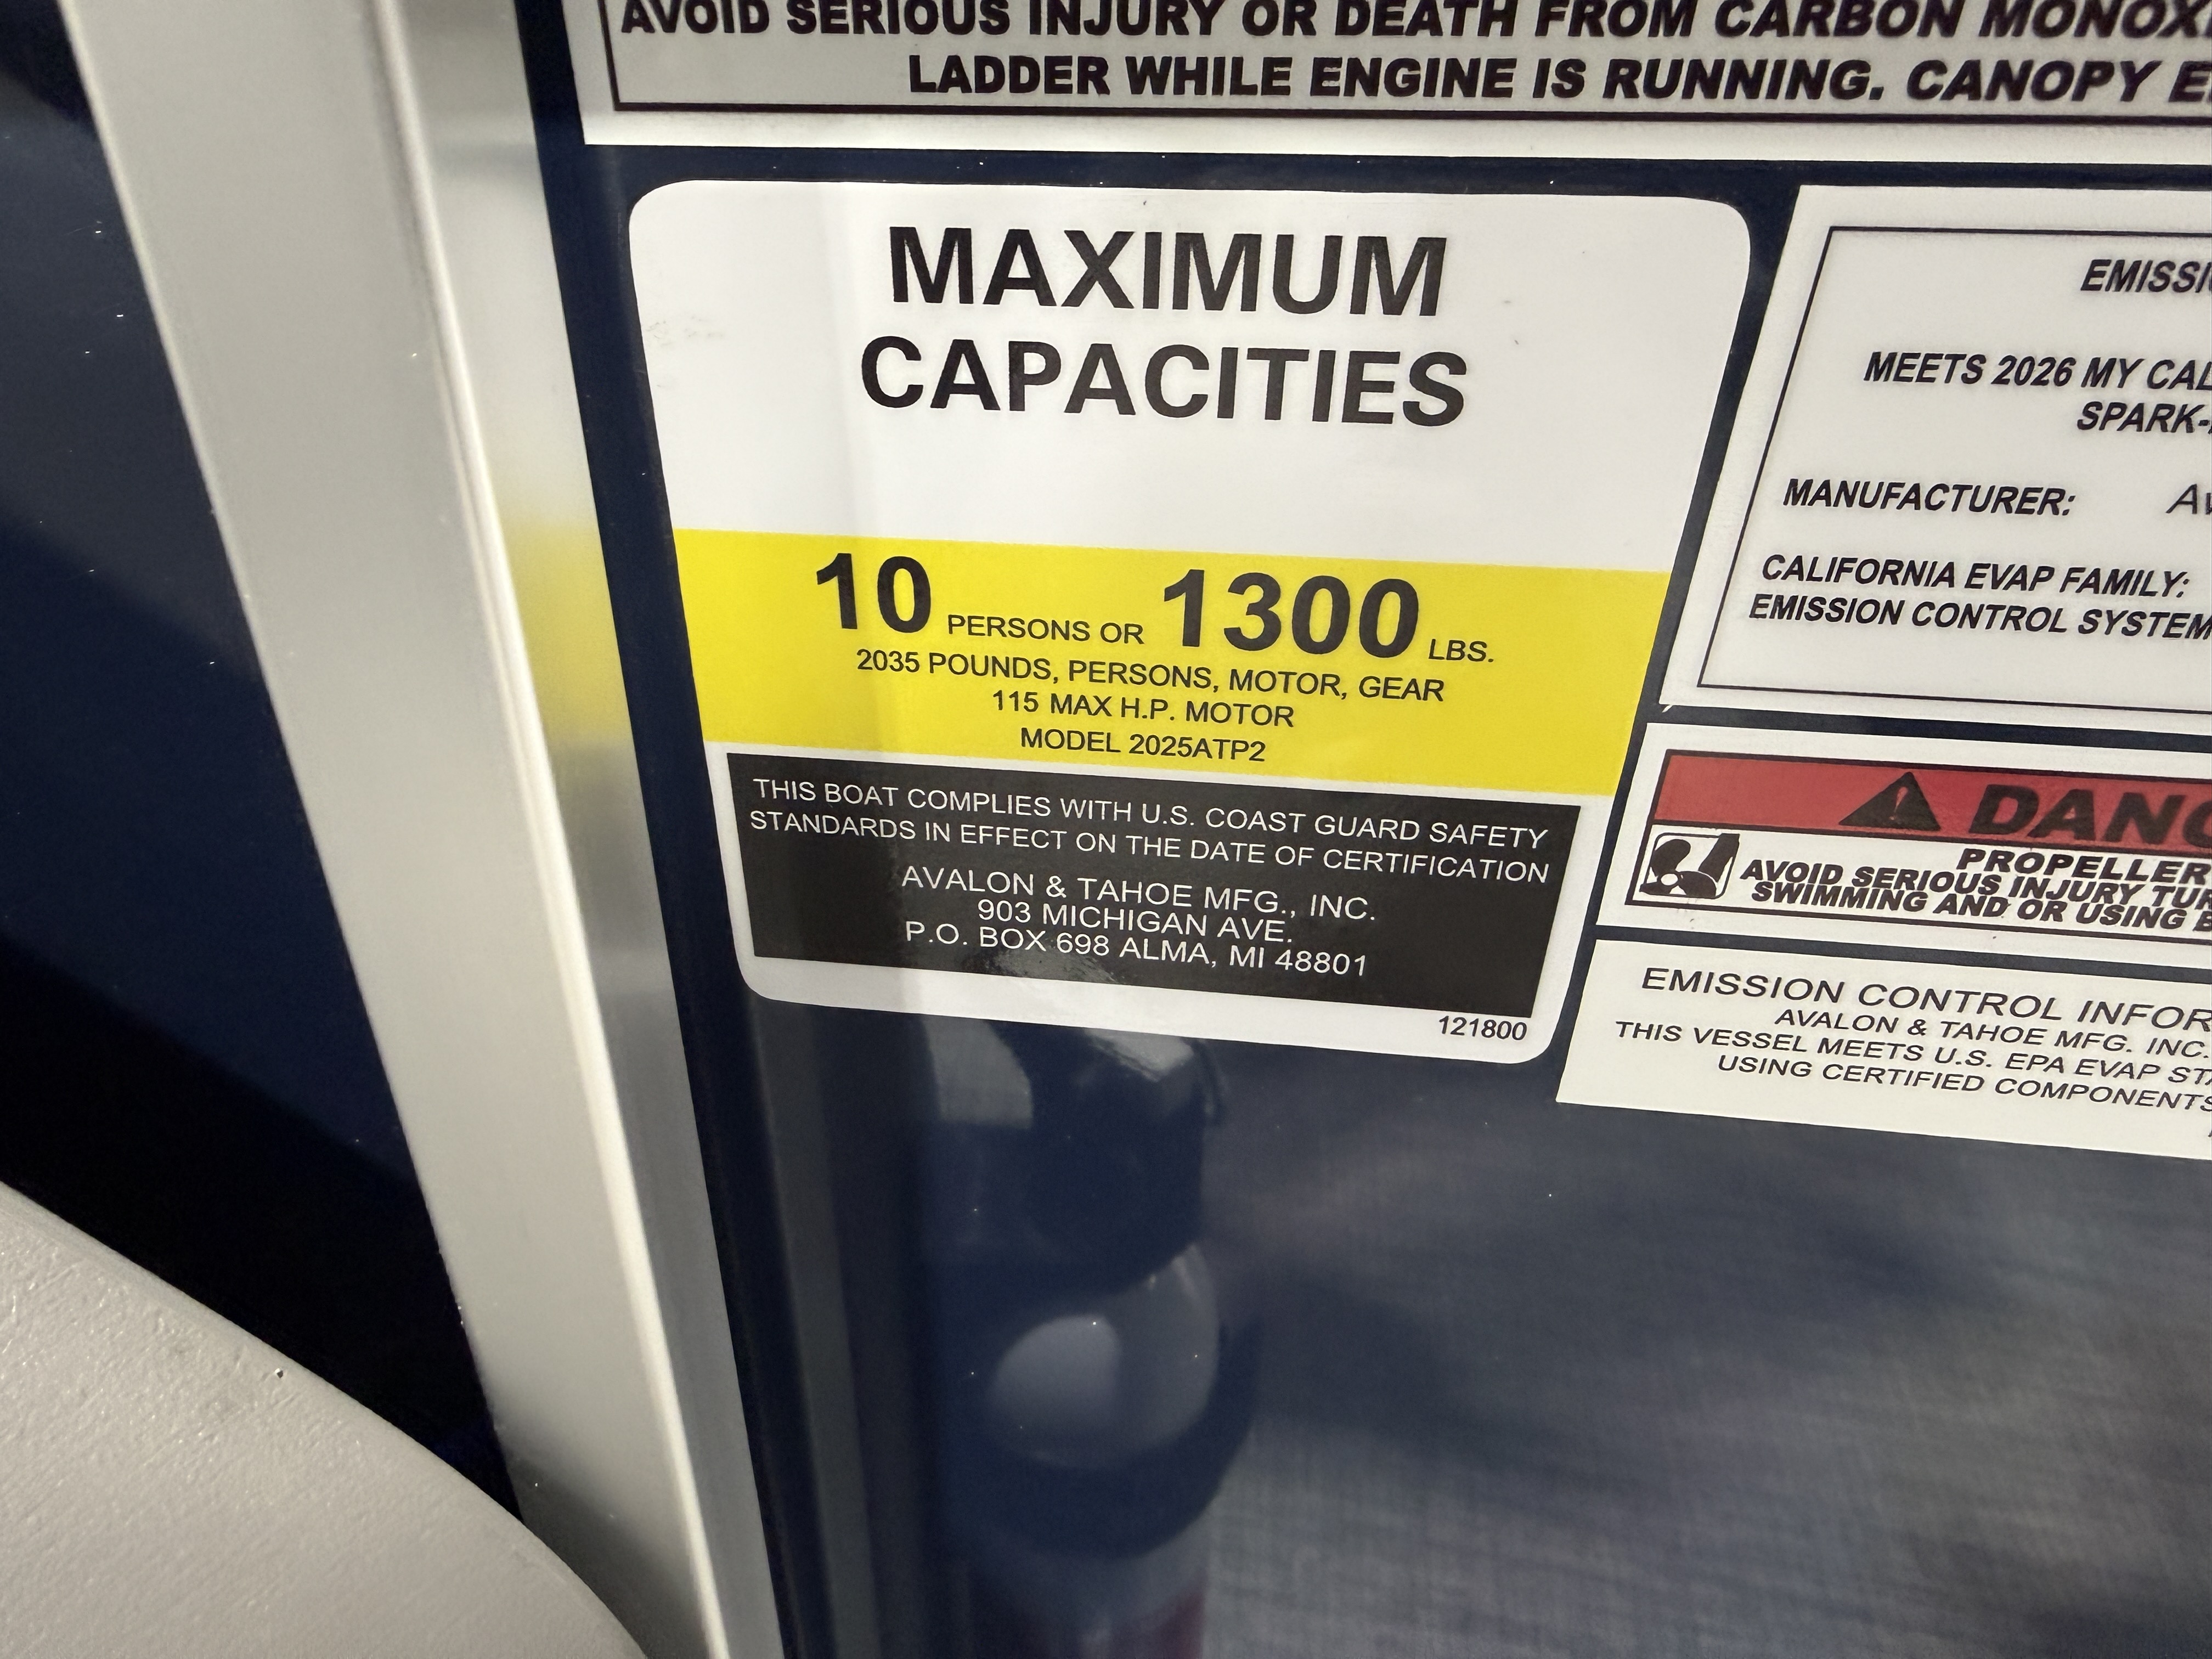 AVOID SERIOUS INJURY OR DEATH FROM CARBON
LADDER WHILE ENGINE IS RUNNING. CANOPY
MAXIMUM
CAPACITIES
10 PERSONS OR 1300 LBS.
2035 POUNDS, PERSONS, MOTOR, GEAR
115 MAX H.P. MOTOR
MODEL 2025ATP2
THIS BOAT COMPLIES WITH U.S. COAST GUARD SAFETY
STANDARDS IN EFFECT ON THE DATE OF CERTIFICATION
AVALON & TAHOE MFG., INC.
903 MICHIGAN AVE.
P.O. BOX 698 ALMA, MI 48801
121800
MEETS 2026 MY
MANUFACTURER:
CALIFORNIA EVAP FAMILY:
EMISSION CONTROL SYSTEM
PROPELLER
AVOID SERIOUS INJURY
SWIMMING AND OR USING
EMISSION CONTROL
AVALON & TAHOE MFG. INC.
THIS VESSEL MEETS U.S. EPA EVAP
USING CERTIFIED COMPONENTS